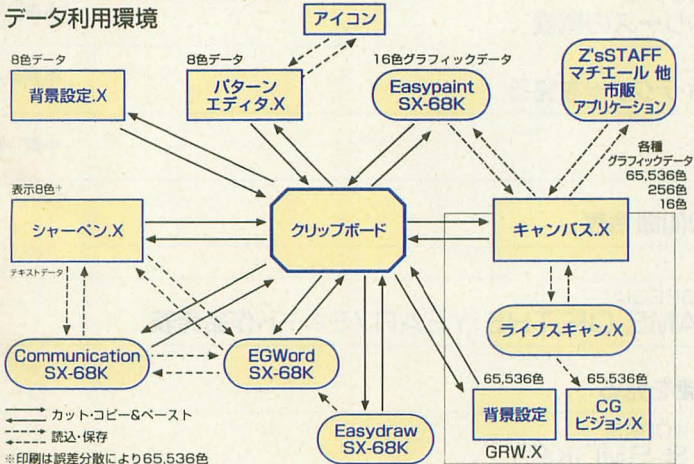 データ利用環境
アイコン
8色データ
背景設定.X
8色データ
パターン
エディタ.X
16色グラフィックデータ
Easypaint
SX-68K
Z'sSTAFF
マチエール 他
市販
アプリケーション
各種
グラフィックデータ
65,536色
256色
16色
表示8色+
シャーペン.X
テキストデータ
クリップボード
キャンバス.X
ライブスキャン.X
Communication
SX-68K
EGWord
SX-68K
Easydraw
SX-68K
65,536色
背景設定
GRW.X
65,536色
CG
ビジョン.X
カット・コピー&ペースト
読込・保存
※印刷は誤差分散により65,536色